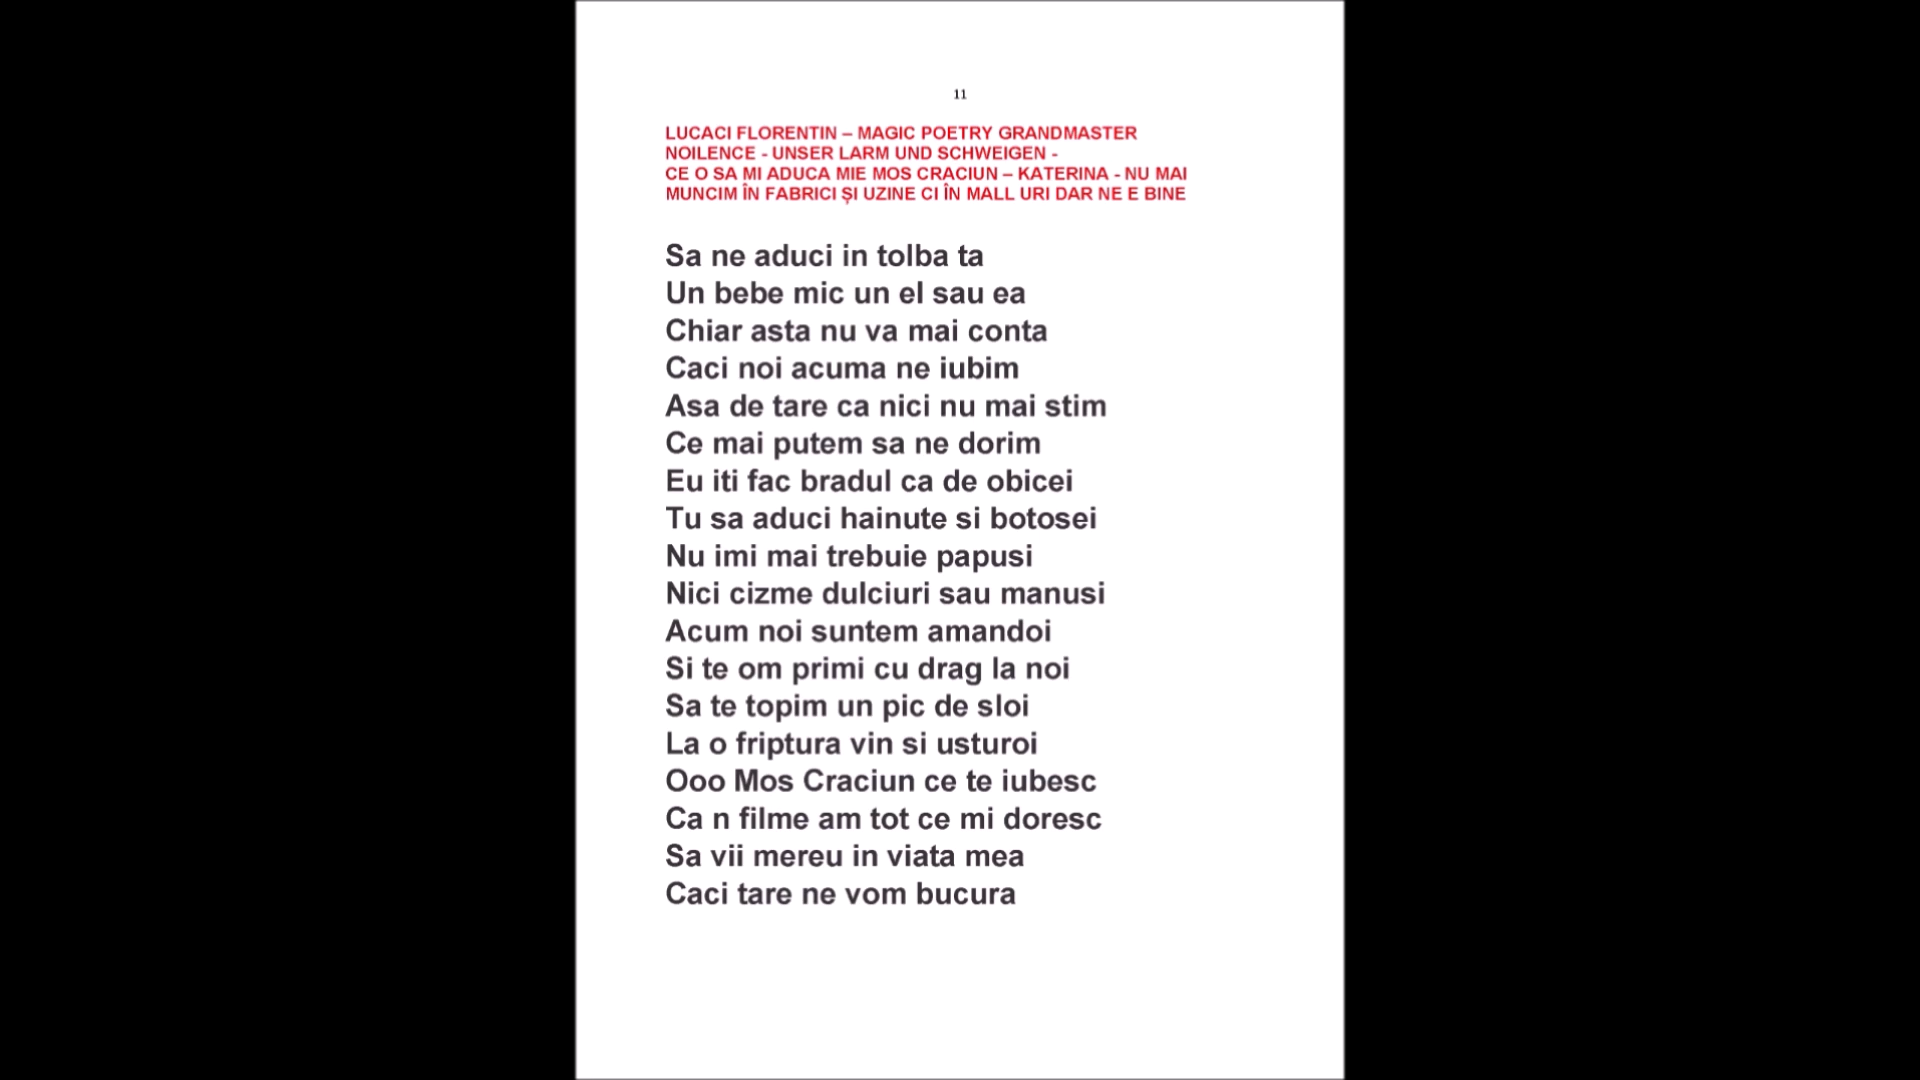 11
LUCACI FLORENTIN – MAGIC POETRY GRANDMASTER
NOILENCE - UNSER LARM UND SCHWEIGEN -
CE O SA MI ADUCA MIE MOS CRACIUN – KATERINA - NU MAI
MUNCIM ÎN FABRICI ȘI UZINE CI ÎN MALL URI DAR NE E BINE
Sa ne aduci in tolba ta
Un bebe mic un el sau ea
Chiar asta nu va mai conta
Caci noi acuma ne iubim
Asa de tare ca nici nu mai stim
Ce mai putem sa ne dorim
Eu iti fac bradul ca de obicei
Tu sa aduci hainute si botosei
Nu imi mai trebuie papusi
Nici cizme dulciuri sau manusi
Acum noi suntem amandoi
Si te om primi cu drag la noi
Sa te topim un pic de sloi
La o friptura vin si usturoi
Ooo Mos Craciun ce te iubesc
Ca n filme am tot ce mi doresc
Sa vii mereu in viata mea
Caci tare ne vom bucura